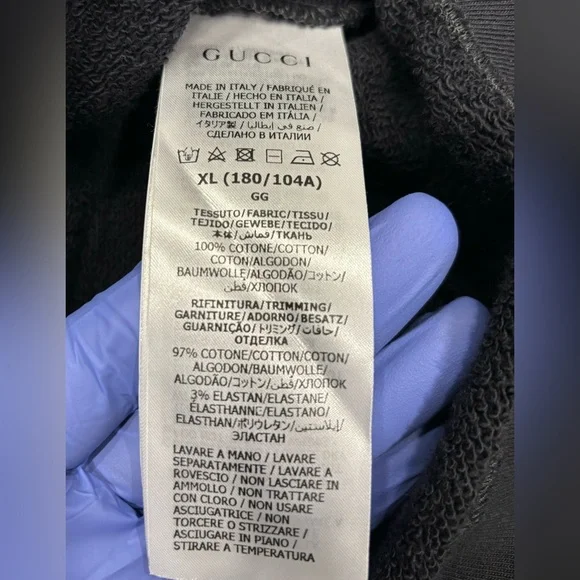 GUCCI
MADE IN ITALY / FABRIQUÉ EN
ITALIE / HECHO EN ITALIA /
HERGESTELLT IN ITALIEN /
FABRICADO EM ITÁLIA /
イタリア製 / صنع في إيطاليا /
СДЕЛАНО В ИТАЛИИ
XL (180/104A)
GG
TESSUTO/FABRIC/TISSU/
TEJIDO/GEWEBE/TECIDO/
本体/قماش/ТКАНЬ
100% COTONE/COTTON/
COTON/ALGODON/
BAUMWOLLE/ALGODÃO/コットン/
قطن/ХЛОПОК
RIFINITURA/TRIMMING/
GARNITURE/ADORNO/BESATZ/
GUARNIÇÃO/トリミング/حافات/
ОТДЕЛКА
97% COTONE/COTTON/COTON/
ALGODON/BAUMWOLLE/
ALGODÃO/コットン/قطن/ХЛОПОК
3% ELASTAN/ELASTANE/
ÉLASTHANNE/ELASTANO/
ELASTHAN/ポリウレタン/إيلاستين/
ЭЛАСТАН
LAVARE A MANO / LAVARE
SEPARATAMENTE / LAVARE A
ROVESCIO / NON LASCIARE IN
AMMOLLO / NON TRATTARE
CON CLORO / NON USARE
ASCIUGATRICE / NON
TORCERE O STRIZZARE /
ASCIUGARE IN PIANO /
STIRARE A TEMPERATURA